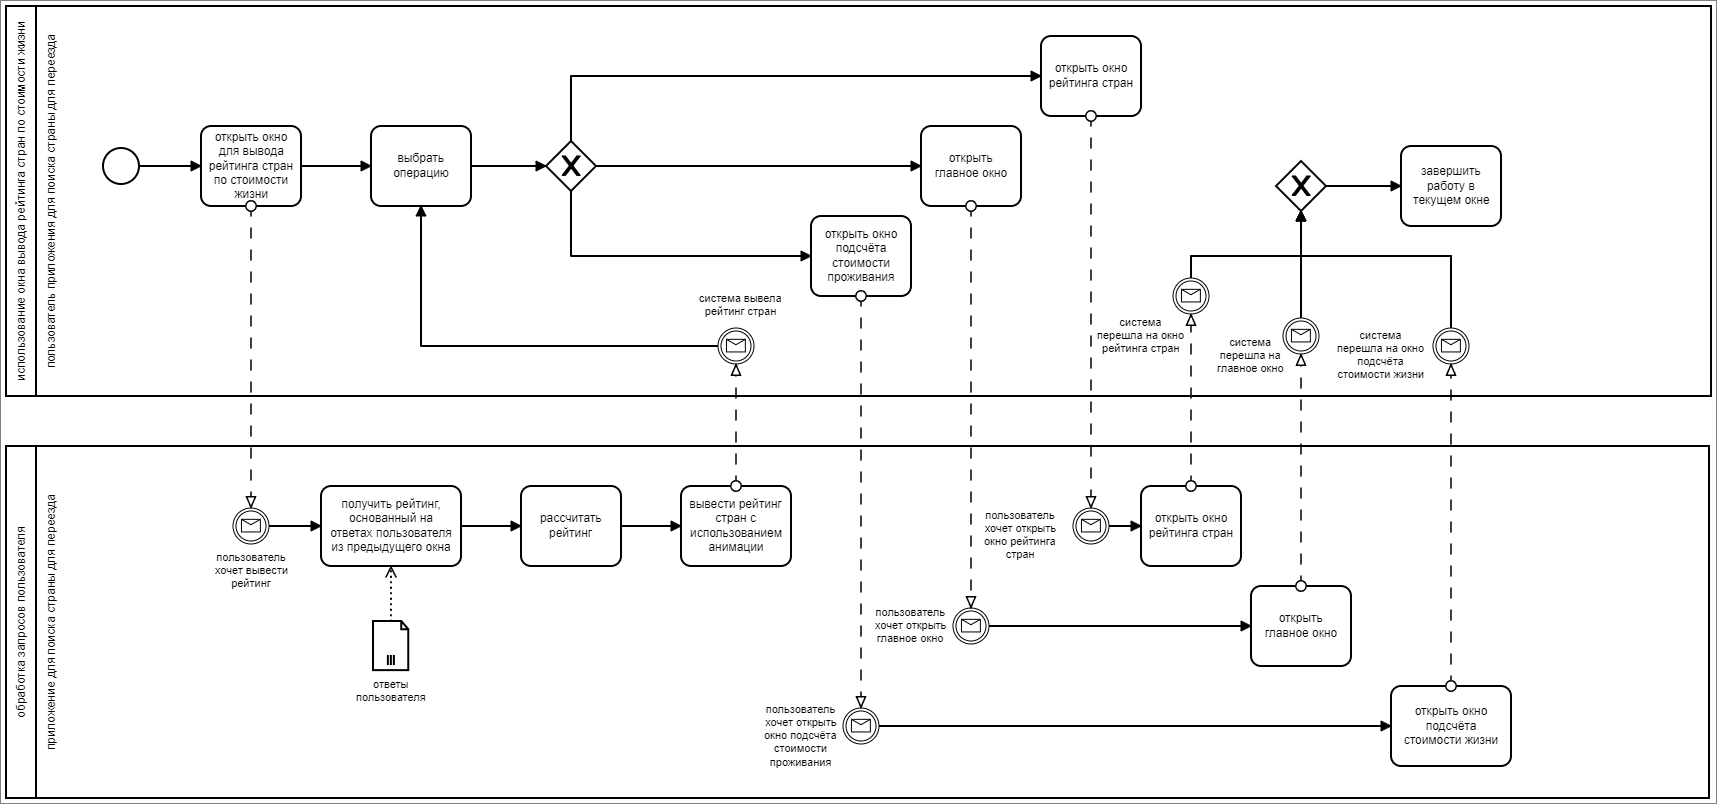 использование окна вывода рейтинга стран по стоимости жизни
пользователь приложения для поиска страны для переезда
открыть окно
для вывода
рейтинга стран
по стоимости
жизни
выбрать
операцию
открыть окно
рейтинга стран
открыть
главное окно
открыть окно
подсчёта
стоимости
проживания
система вывела
рейтинг стран
система
перешла на окно
рейтинга стран
система
перешла на
главное окно
система
перешла на окно
подсчёта
стоимости жизни
завершить
работу в
текущем окне
обработка запросов пользователя
приложение для поиска страны для переезда
пользователь
хочет вывести
рейтинг
получить рейтинг,
основанный на
ответах пользователя
из предыдущего окна
ответы
пользователя
рассчитать
рейтинг
вывести рейтинг
стран с
использованием
анимации
пользователь
хочет открыть
окно рейтинга
стран
открыть окно
рейтинга стран
пользователь
хочет открыть
главное окно
открыть
главное окно
пользователь
хочет открыть
окно подсчёта
стоимости
проживания
открыть окно
подсчёта
стоимости жизни